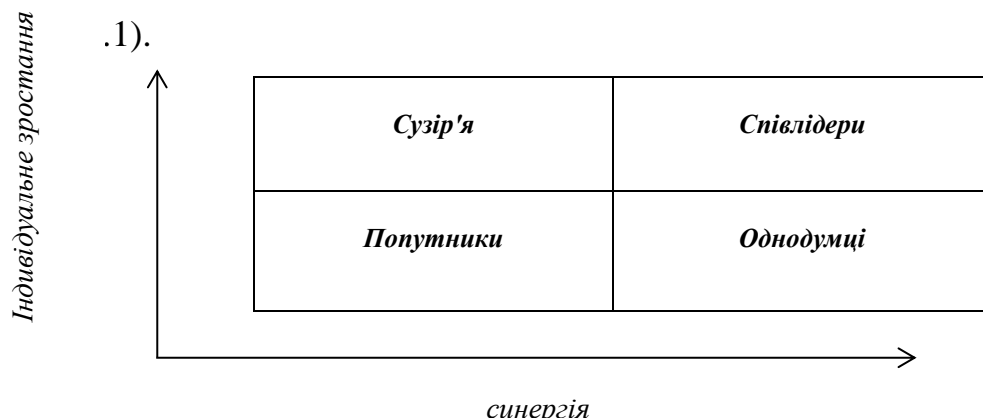 .1).
Індивідуальне зростання
Сузір'я Співлідери
Попутники Однодумці
синергія